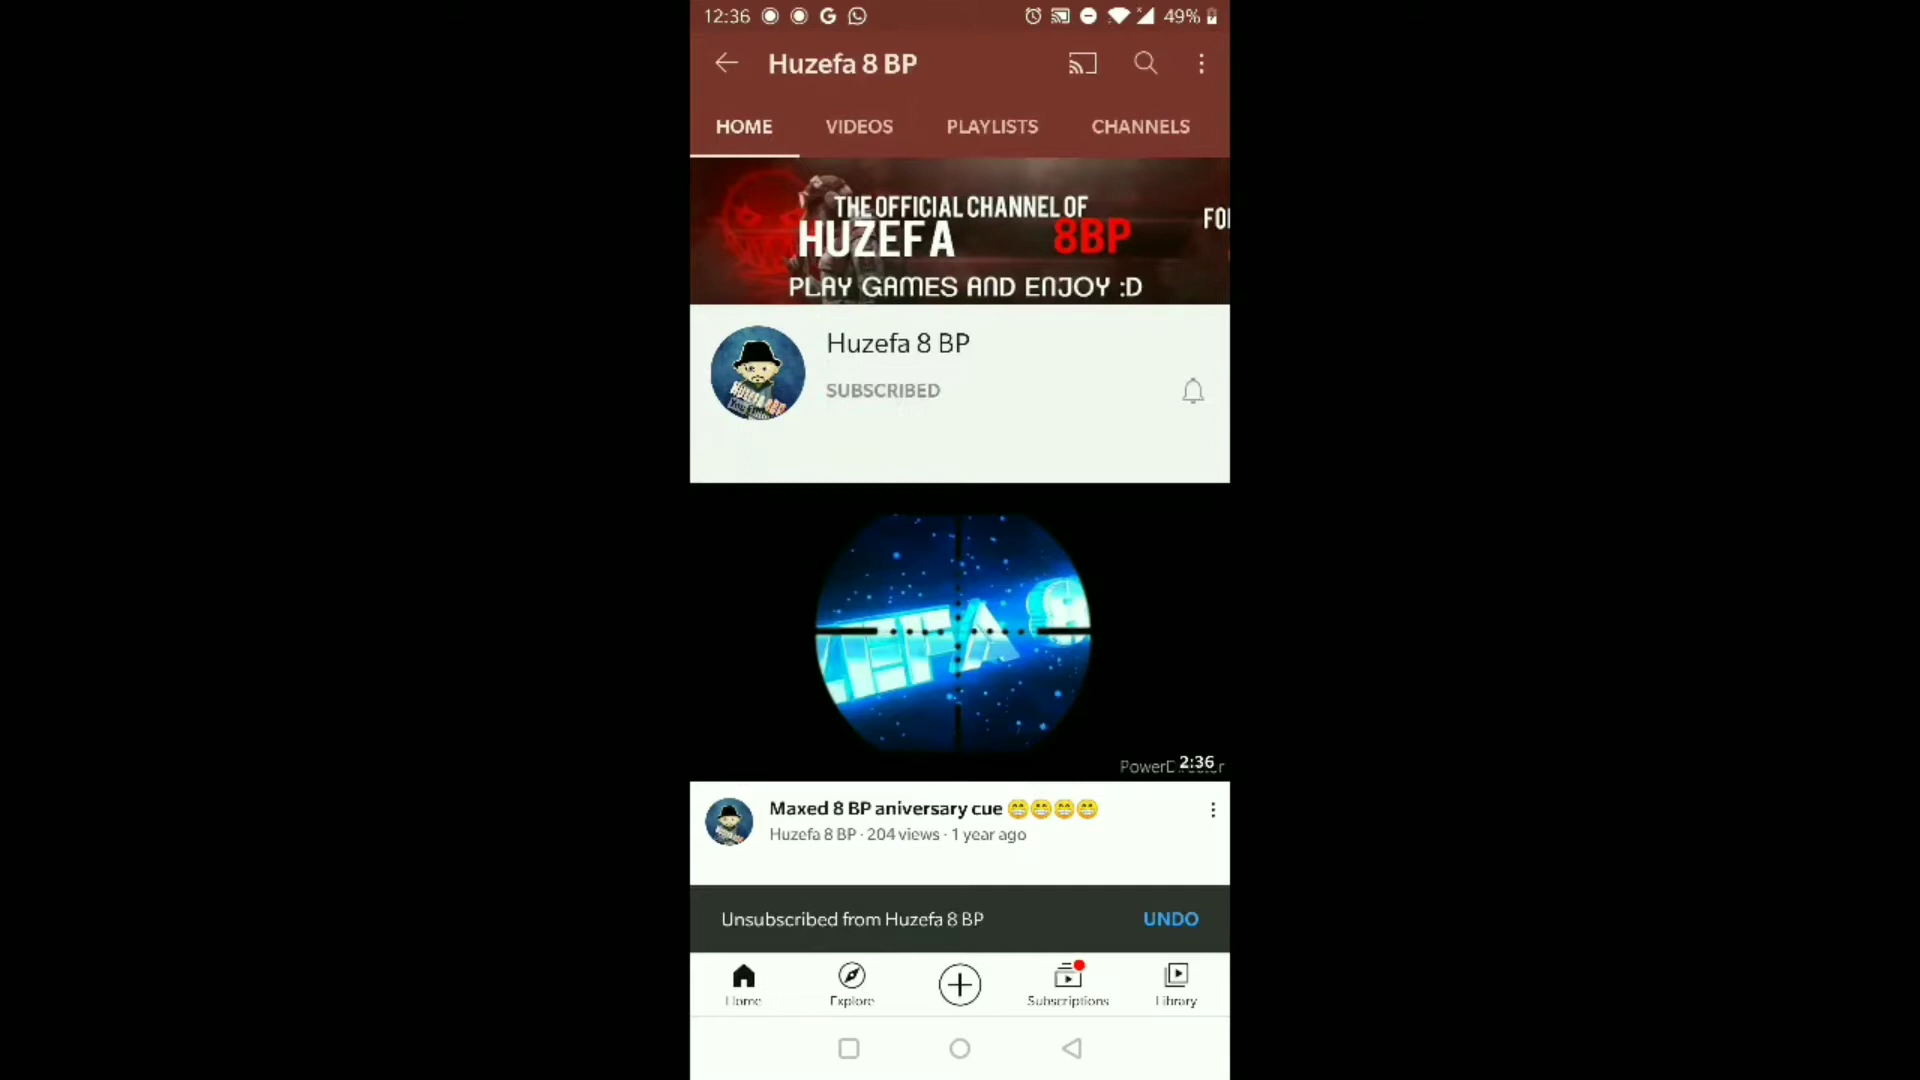 12:36 49%
Huzefa 8 BP
HOME VIDEOS PLAYLISTS CHANNELS
THE OFFICIAL CHANNEL OF
HUZEFA 8BP
PLAY GAMES AND ENJOY :D
Huzefa 8 BP
SUBSCRIBED
ZEFA 8
2:36
Maxed 8 BP aniversary cue 😁😁😁😁
Huzefa 8 BP · 204 views · 1 year ago
Unsubscribed from Huzefa 8 BP UNDO
Home Explore Subscriptions Library